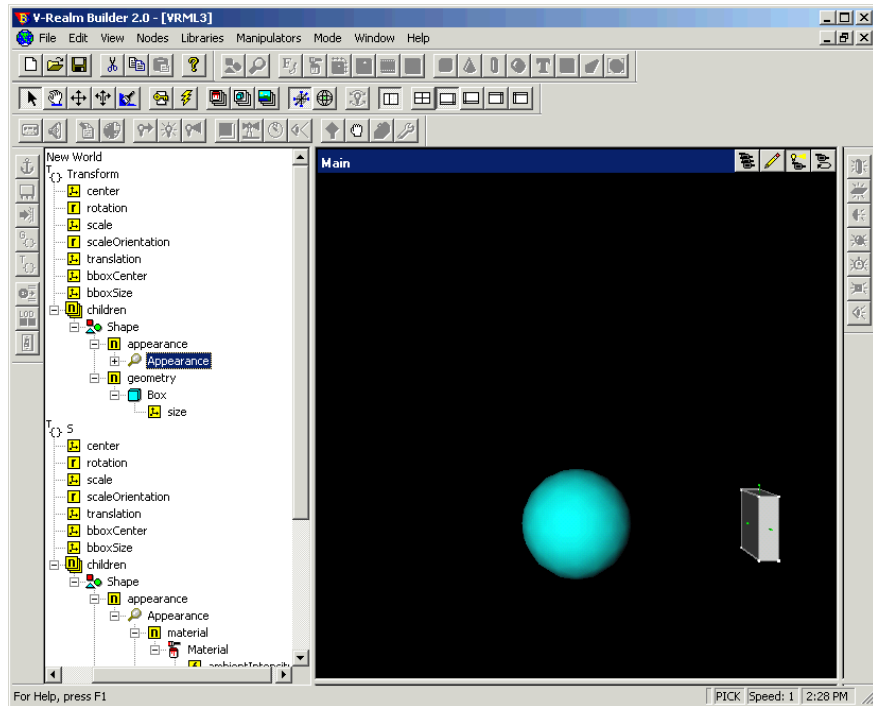 V-Realm Builder 2.0 - [VRML3]
File Edit View Nodes Libraries Manipulators Mode Window Help
New World
Transform
center
rotation
scale
scaleOrientation
translation
bboxCenter
bboxSize
children
Shape
appearance
Appearance
geometry
Box
size
S
center
rotation
scale
scaleOrientation
translation
bboxCenter
bboxSize
children
Shape
appearance
Appearance
material
Material
ambientIntensity
Main
For Help, press F1
PICK Speed: 1 2:28 PM